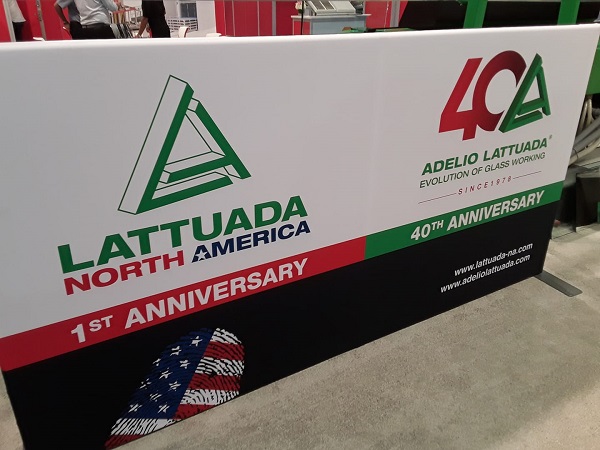 LATTUADA
NORTH AMERICA
1ST ANNIVERSARY
40A
ADELIO LATTUADA®
EVOLUTION OF GLASS WORKING
SINCE 1978
40TH ANNIVERSARY
www.lattuada-na.com
www.adeliolattuada.com